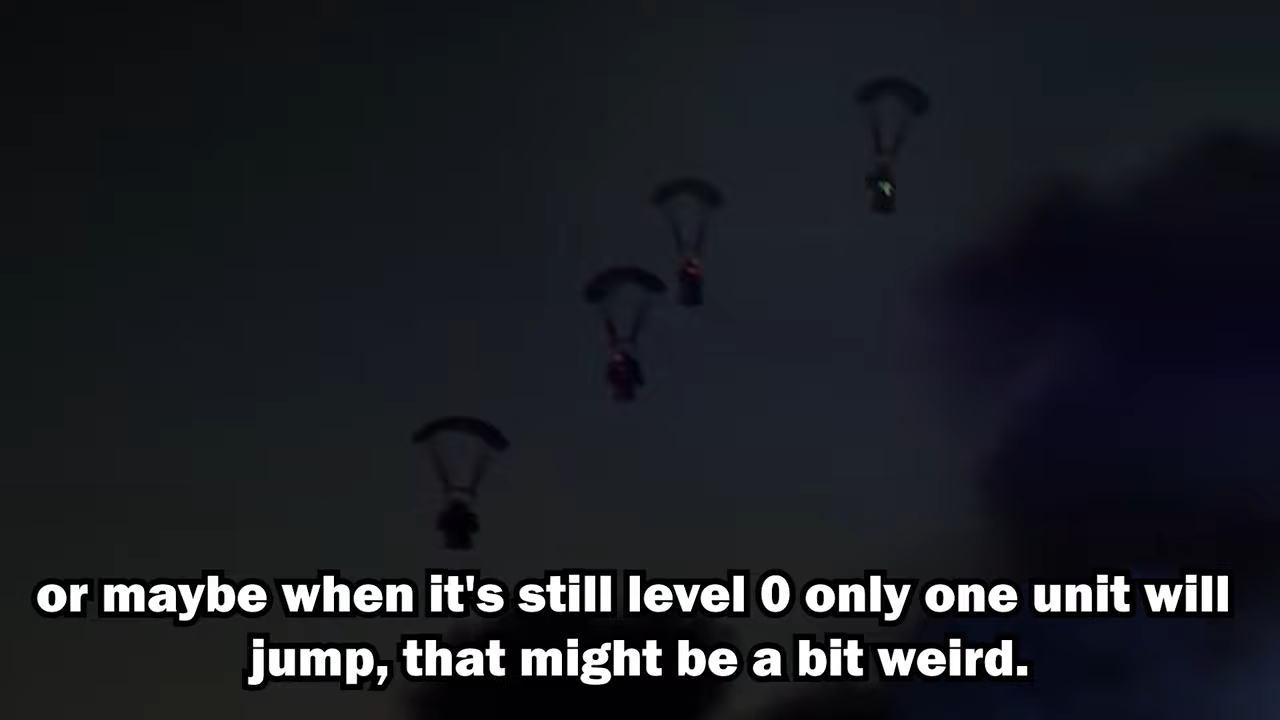 or maybe when it's still level 0 only one unit will
jump, that might be a bit weird.